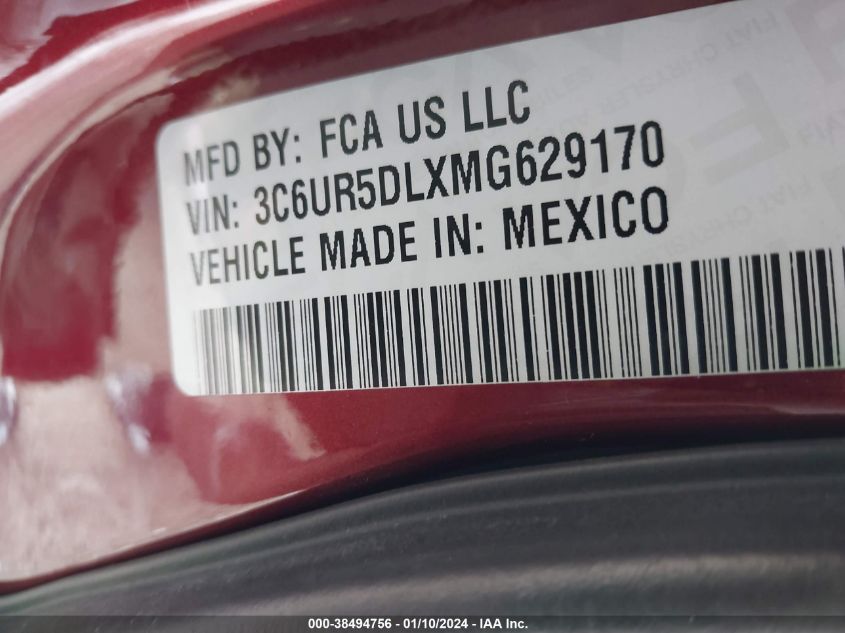 MFD BY: FCA US LLC
VIN: 3C6UR5DLXMG629170
VEHICLE MADE IN: MEXICO
000-38494756 - 01/10/2024 - IAA Inc.